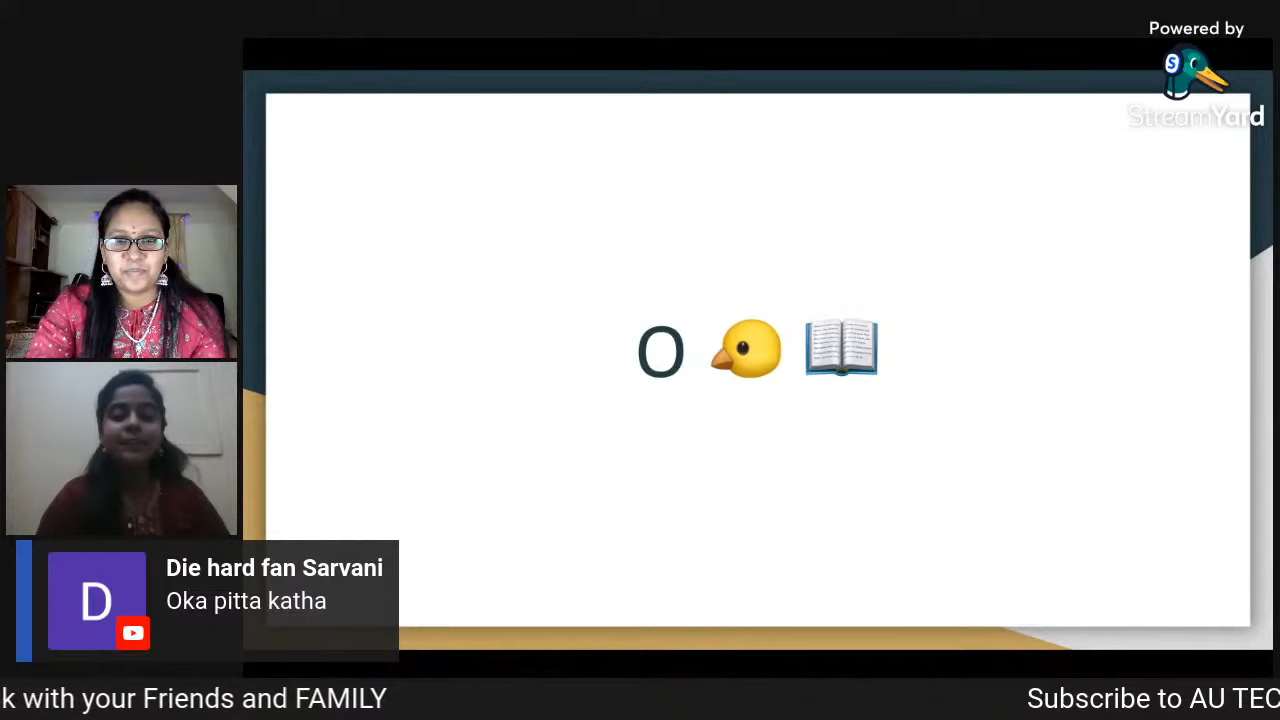 Powered by
S
StreamYard
O
D
Die hard fan Sarvani
Oka pitta katha
k with your Friends and FAMILY
Subscribe to AU TEC